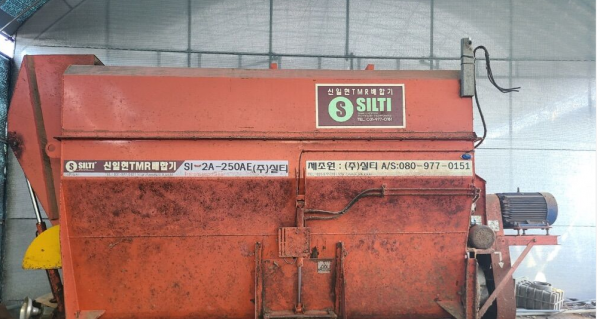 신일현TMR배합기
S SILTI
S SILTI 신일현TMR배합기 SI-2A-250AE(주)실티
제조원 : (주)실티 A/S:080-977-0151